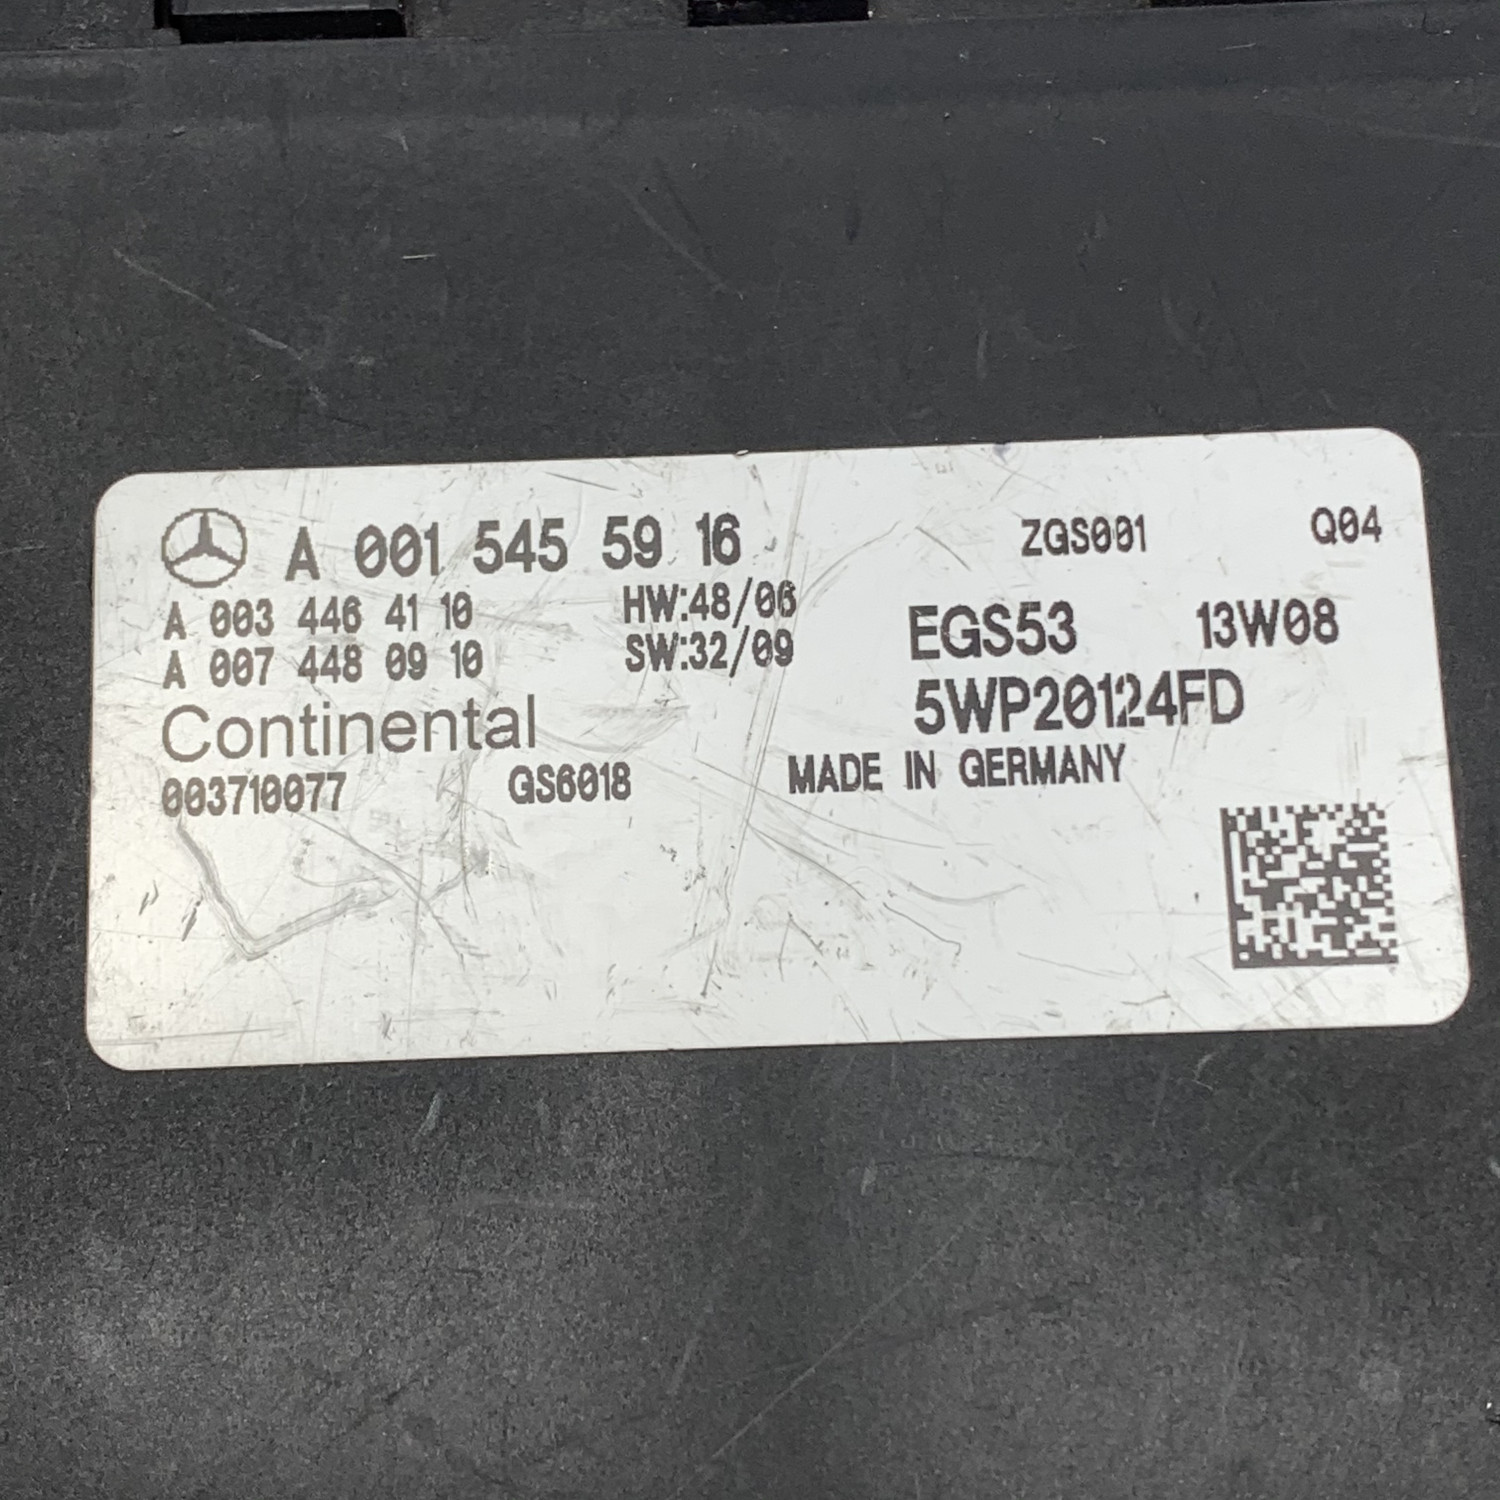 A 001 545 59 16 ZGS001 Q04
A 003 446 41 10 HW:48/06 EGS53 13W08
A 007 448 09 10 SW:32/09 5WP20124FD
Continental MADE IN GERMANY
003710077 GS6018